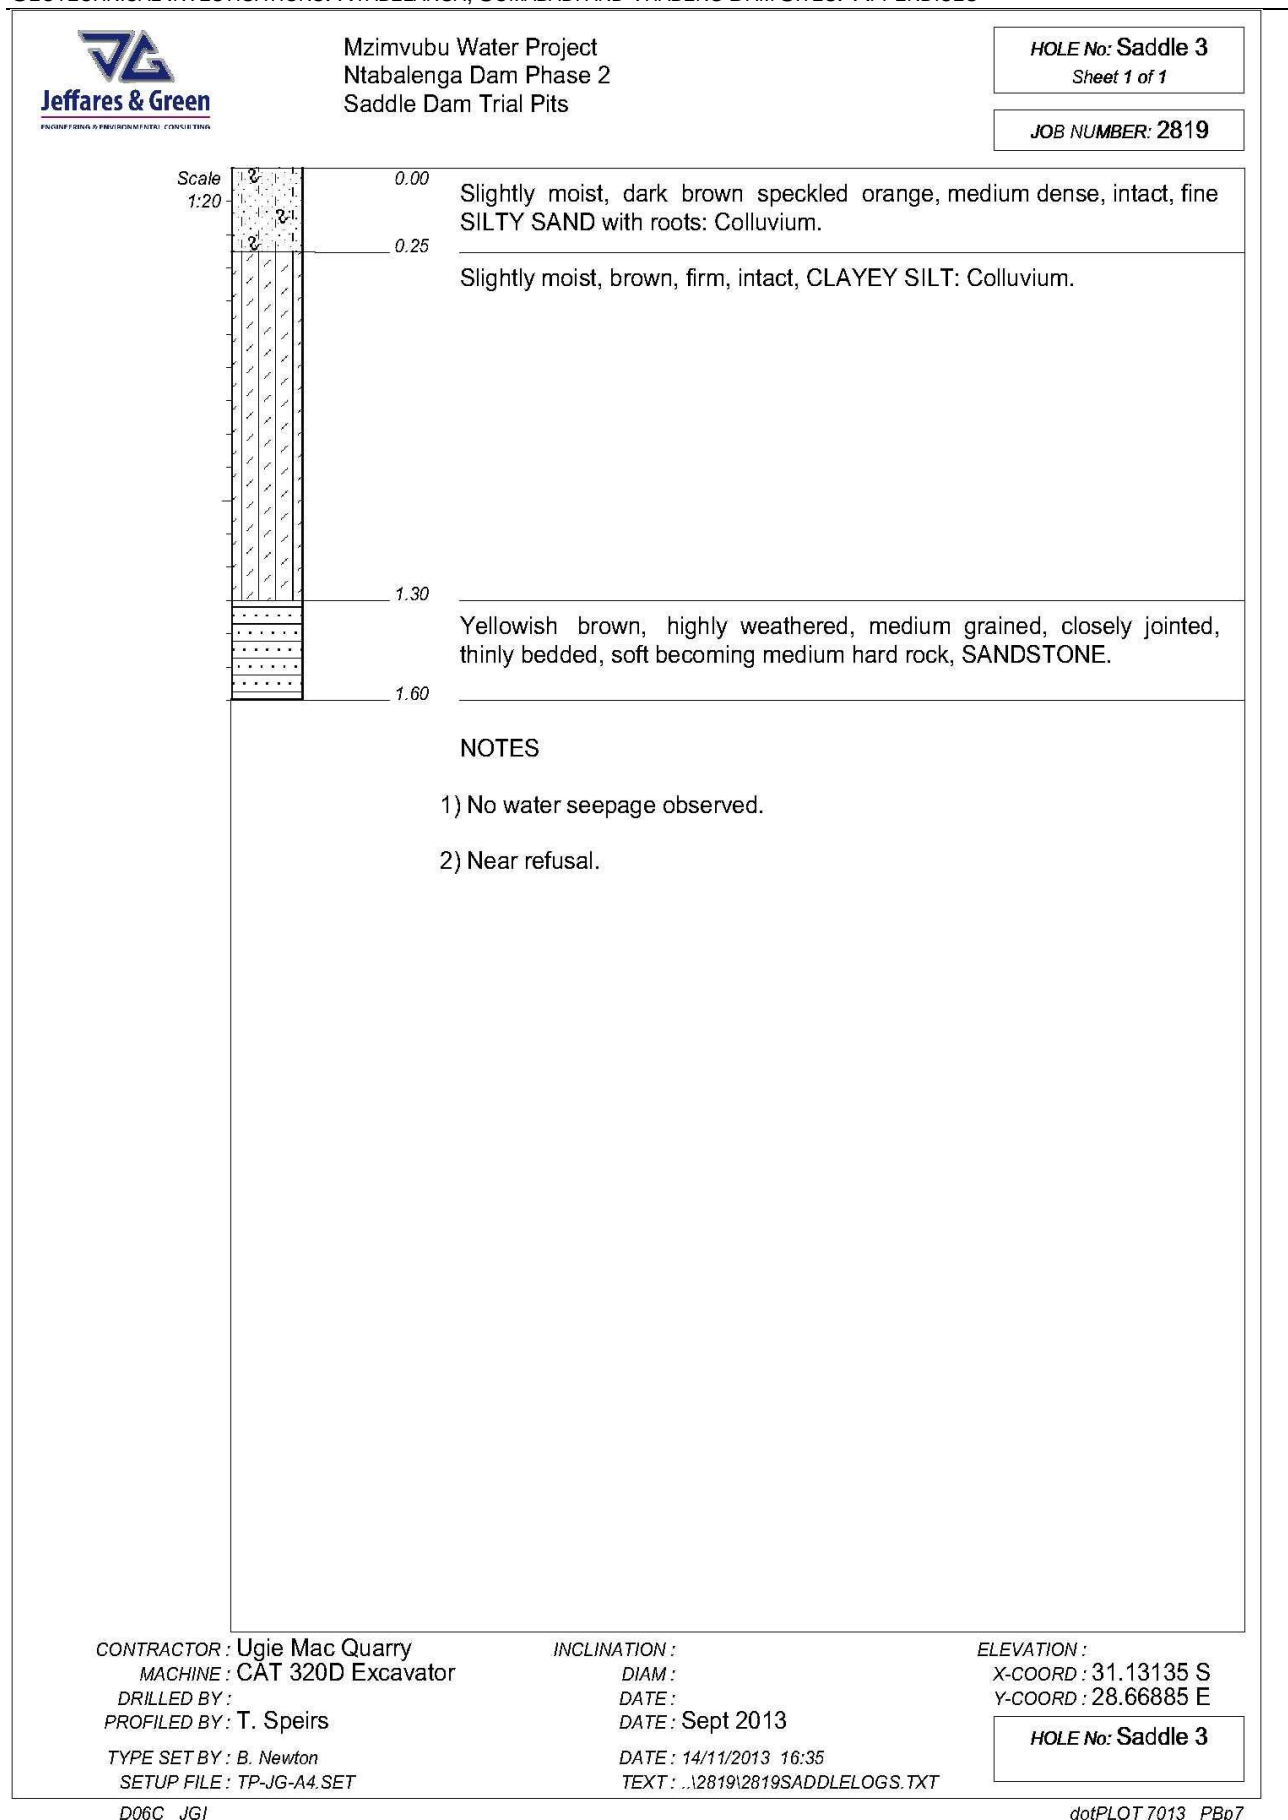 Jeffares & Green
ENGINEERING & ENVIRONMENTAL CONSULTING
Mzimvubu Water Project
Ntabalenga Dam Phase 2
Saddle Dam Trial Pits
HOLE No: Saddle 3
Sheet 1 of 1
JOB NUMBER: 2819
Scale
1:20
0.00
Slightly moist, dark brown speckled orange, medium dense, intact, fine
SILTY SAND with roots: Colluvium.
0.25
Slightly moist, brown, firm, intact, CLAYEY SILT: Colluvium.
1.30
Yellowish brown, highly weathered, medium grained, closely jointed,
thinly bedded, soft becoming medium hard rock, SANDSTONE.
1.60
NOTES
1) No water seepage observed.
2) Near refusal.
CONTRACTOR : Ugie Mac Quarry
MACHINE : CAT 320D Excavator
DRILLED BY :
PROFILED BY : T. Speirs
TYPE SET BY : B. Newton
SETUP FILE : TP-JG-A4.SET
INCLINATION :
DIAM :
DATE :
DATE : Sept 2013
DATE : 14/11/2013 16:35
TEXT : ..\2819\2819SADDLELOGS.TXT
ELEVATION :
X-COORD : 31.13135 S
Y-COORD : 28.66885 E
HOLE No: Saddle 3
D06C JGI
dotPLOT 7013 PBp7